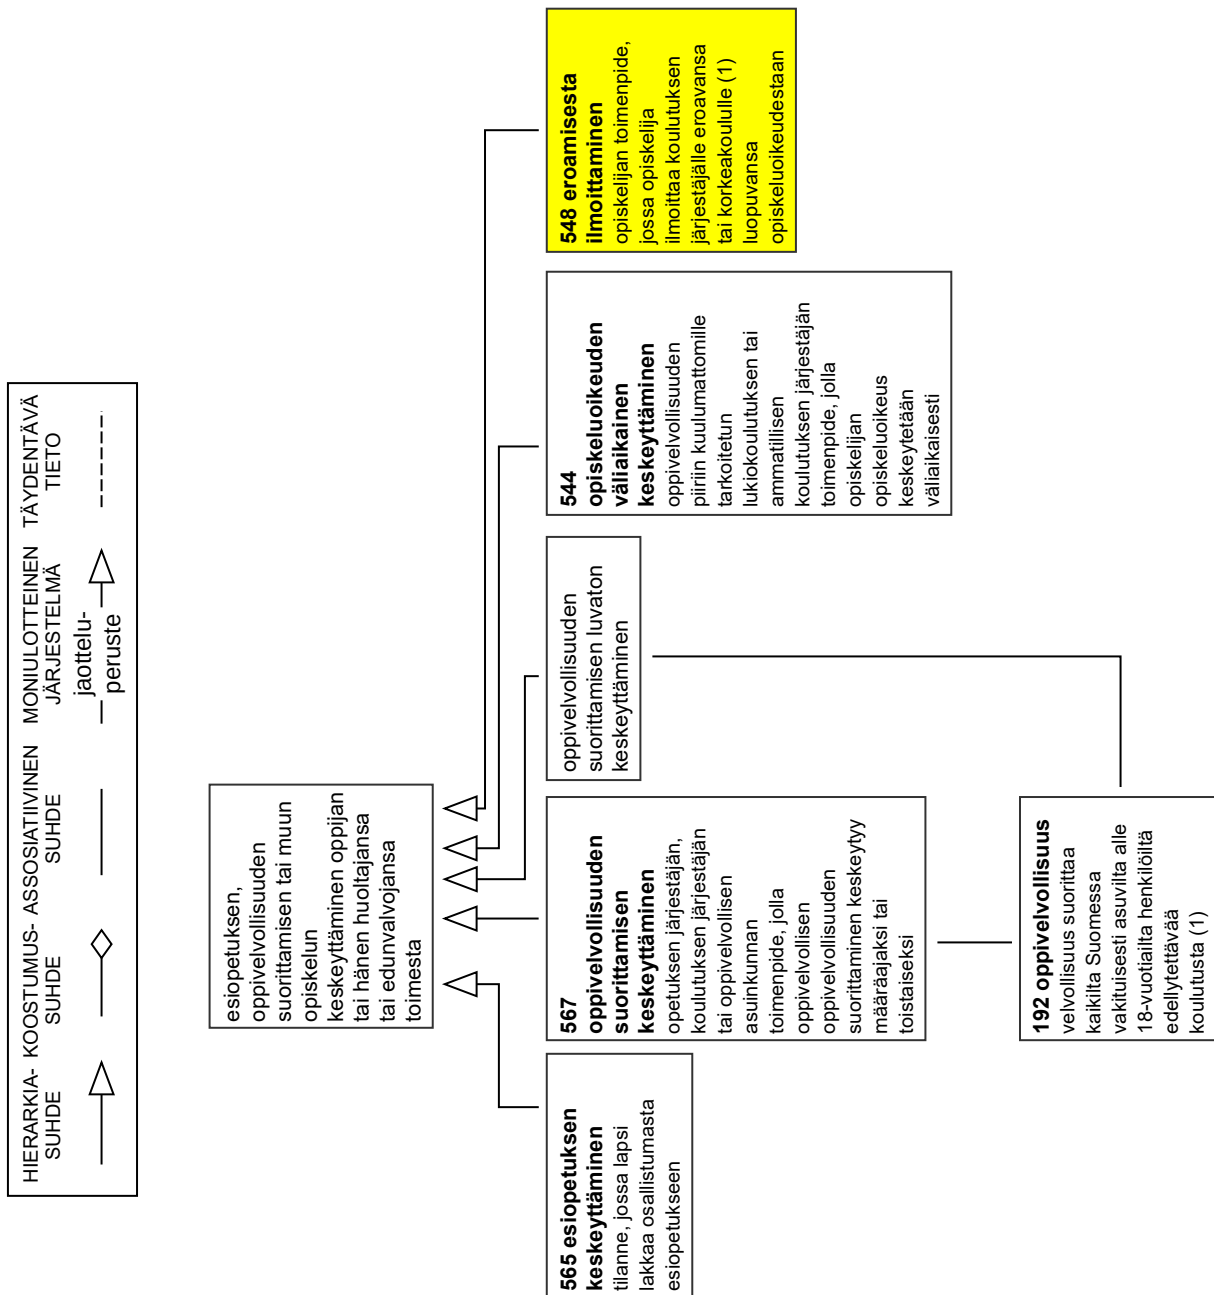 HIERARKIA- KOOSTUMUS- ASSOSIATIIVINEN MONIULOTTEINEN TÄYDENTÄVÄ
SUHDE SUHDE SUHDE JÄRJESTELMÄ TIETO
jaottelu-
peruste
esiopetuksen,
oppivelvollisuuden
suorittamisen tai muun
opiskelun
keskeyttäminen oppijan
tai hänen huoltajansa
tai edunvalvojansa
toimesta
565 esiopetuksen
keskeyttäminen
tilanne, jossa lapsi
lakkaa osallistumasta
esiopetukseen
567
oppivelvollisuuden
suorittamisen
keskeyttäminen
opetuksen järjestäjän,
koulutuksen järjestäjän
tai oppivelvollisen
asuinkunnan
toimenpide, jolla
oppivelvollisen
oppivelvollisuuden
suorittaminen keskeytyy
määräajaksi tai
toistaiseksi
oppivelvollisuuden
suorittamisen luvaton
keskeyttäminen
544
opiskeluoikeuden
väliaikainen
keskeyttäminen
oppivelvollisuuden
piiriin kuulumattomille
tarkoitetun
lukiokoulutuksen tai
ammatillisen
koulutuksen järjestäjän
toimenpide, jolla
opiskelijan
opiskeluoikeus
keskeytetään
väliaikaisesti
548 eroamisesta
ilmoittaminen
opiskelijan toimenpide,
jossa opiskelija
ilmoittaa koulutuksen
järjestäjälle eroavansa
tai korkeakoululle (1)
luopuvansa
opiskeluoikeudestaan
192 oppivelvollisuus
velvollisuus suorittaa
kaikilta Suomessa
vakituisesti asuvilta alle
18-vuotiailta henkilöiltä
edellytettävää
koulutusta (1)